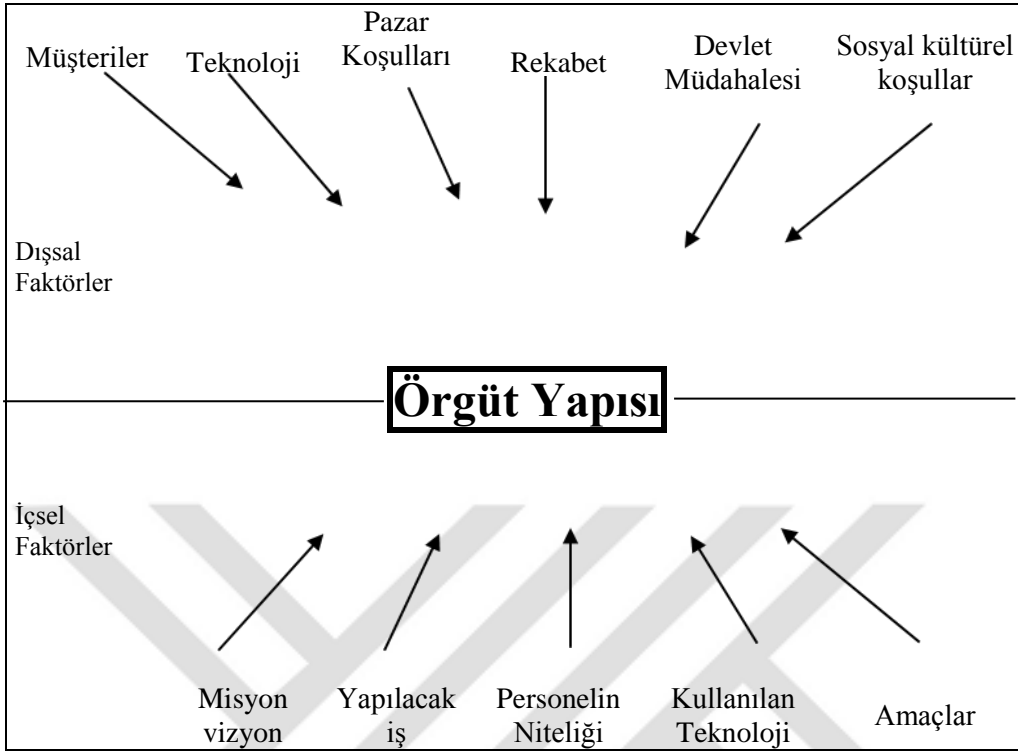 Müşteriler
Teknoloji
Pazar
Koşulları
Rekabet
Devlet
Müdahalesi
Sosyal kültürel
koşullar
Dışsal
Faktörler
Örgüt Yapısı
İçsel
Faktörler
Misyon
vizyon
Yapılacak
iş
Personelin
Niteliği
Kullanılan
Teknoloji
Amaçlar